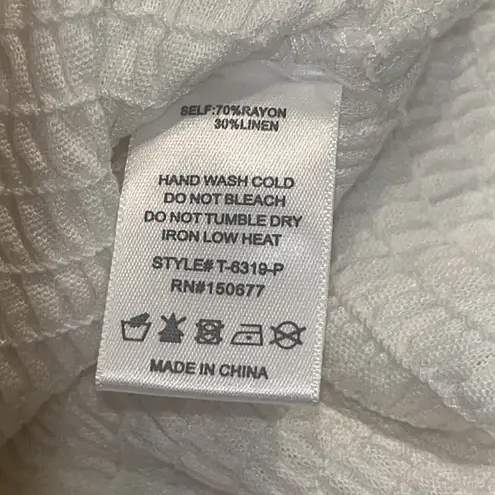 SELF:70%RAYON
30%LINEN
HAND WASH COLD
DO NOT BLEACH
DO NOT TUMBLE DRY
IRON LOW HEAT
STYLE# T-6319-P
RN#150677
MADE IN CHINA